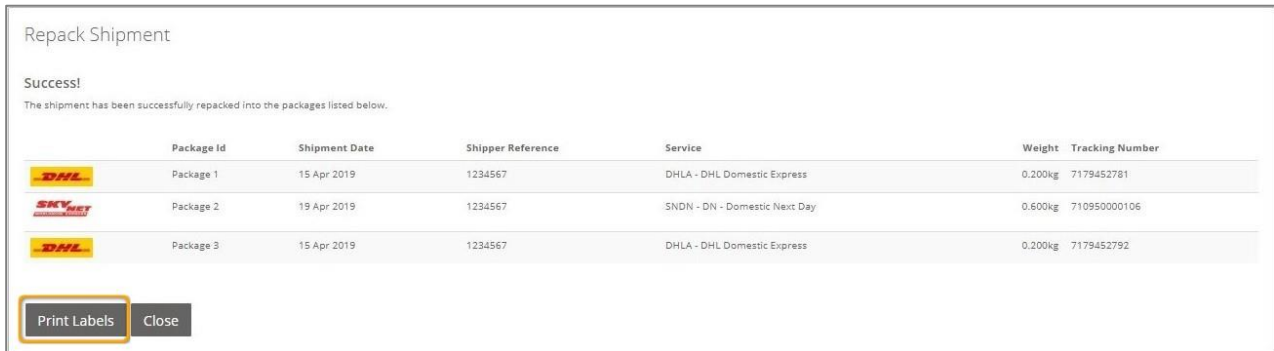 Repack Shipment
Success!
The shipment has been successfully repacked into the packages listed below.
Package Id Shipment Date Shipper Reference Service Weight Tracking Number
DHL Package 1 15 Apr 2019 1234567 DHLA - DHL Domestic Express 0.200kg 7179452781
SKYNET Package 2 19 Apr 2019 1234567 SNDN - DN - Domestic Next Day 0.600kg 710950000106
DHL Package 3 15 Apr 2019 1234567 DHLA - DHL Domestic Express 0.200kg 7179452792
Print Labels Close